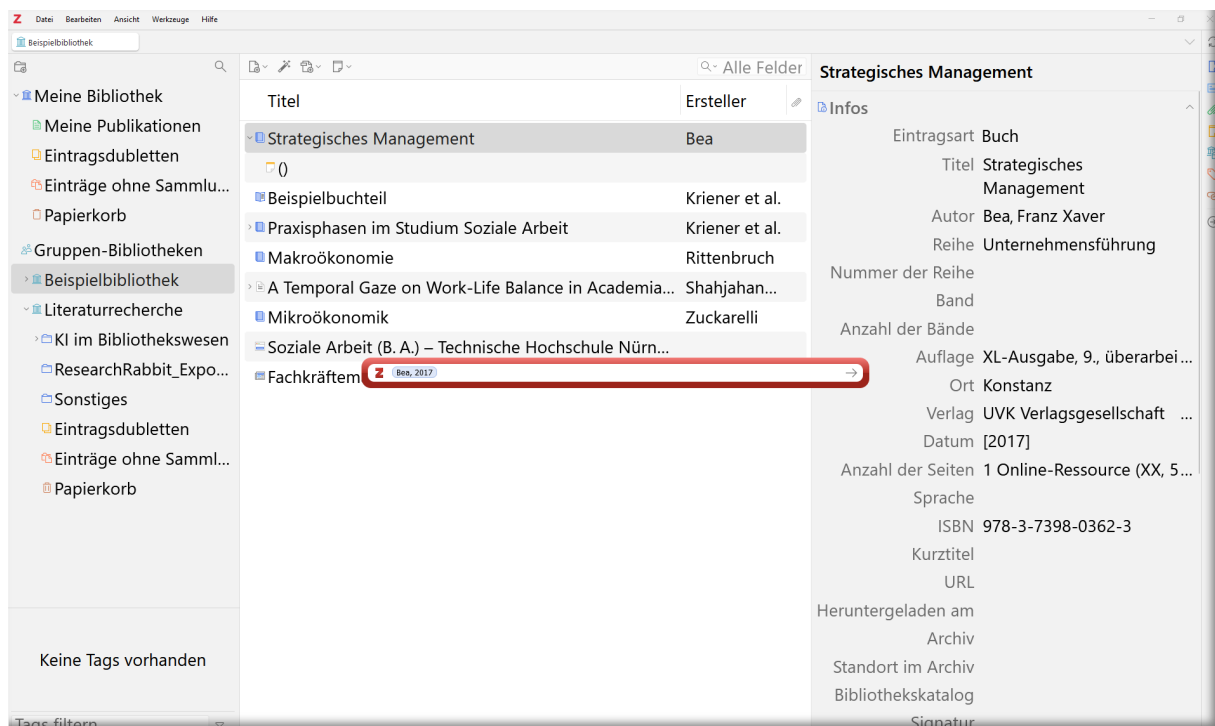 Z Datei Bearbeiten Ansicht Werkzeuge Hilfe
Beispielbibliothek
Meine Bibliothek
Meine Publikationen
Eintragsdubletten
Einträge ohne Sammlu...
Papierkorb
Gruppen-Bibliotheken
Beispielbibliothek
Literaturrecherche
KI im Bibliothekswesen
ResearchRabbit_Expo...
Sonstiges
Eintragsdubletten
Einträge ohne Samml...
Papierkorb
Keine Tags vorhanden
Tags filtern
Alle Felder
Titel Ersteller
Strategisches Management Bea
()
Beispielbuchteil Kriener et al.
Praxisphasen im Studium Soziale Arbeit Kriener et al.
Makroökonomie Rittenbruch
A Temporal Gaze on Work-Life Balance in Academia... Shahjahan...
Mikroökonomik Zuckarelli
Soziale Arbeit (B. A.) – Technische Hochschule Nürn...
Fachkräftem
Z Bea, 2017 →
Strategisches Management
Infos
Eintragsart Buch
Titel Strategisches
Management
Autor Bea, Franz Xaver
Reihe Unternehmensführung
Nummer der Reihe
Band
Anzahl der Bände
Auflage XL-Ausgabe, 9., überarbei...
Ort Konstanz
Verlag UVK Verlagsgesellschaft ...
Datum [2017]
Anzahl der Seiten 1 Online-Ressource (XX, 5...
Sprache
ISBN 978-3-7398-0362-3
Kurztitel
URL
Heruntergeladen am
Archiv
Standort im Archiv
Bibliothekskatalog
Signatur